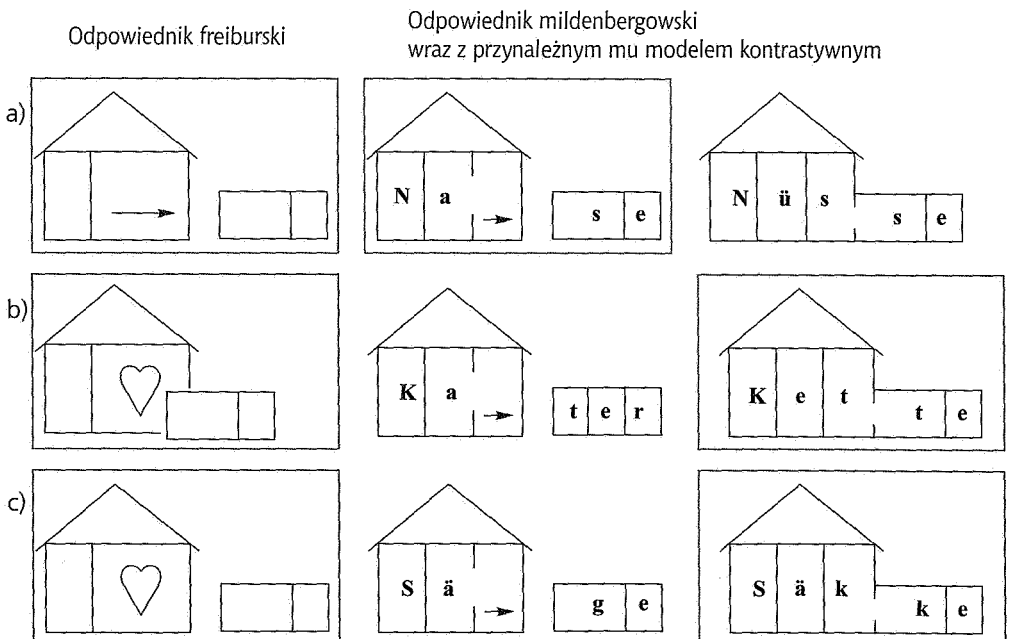 Odpowiednik freiburski
Odpowiednik mildenbergowski
wraz z przynależnym mu modelem kontrastywnym
a)
N a s e
N ü s s e
b)
K a t e r
K e t t e
c)
S ä g e
S ä k k e